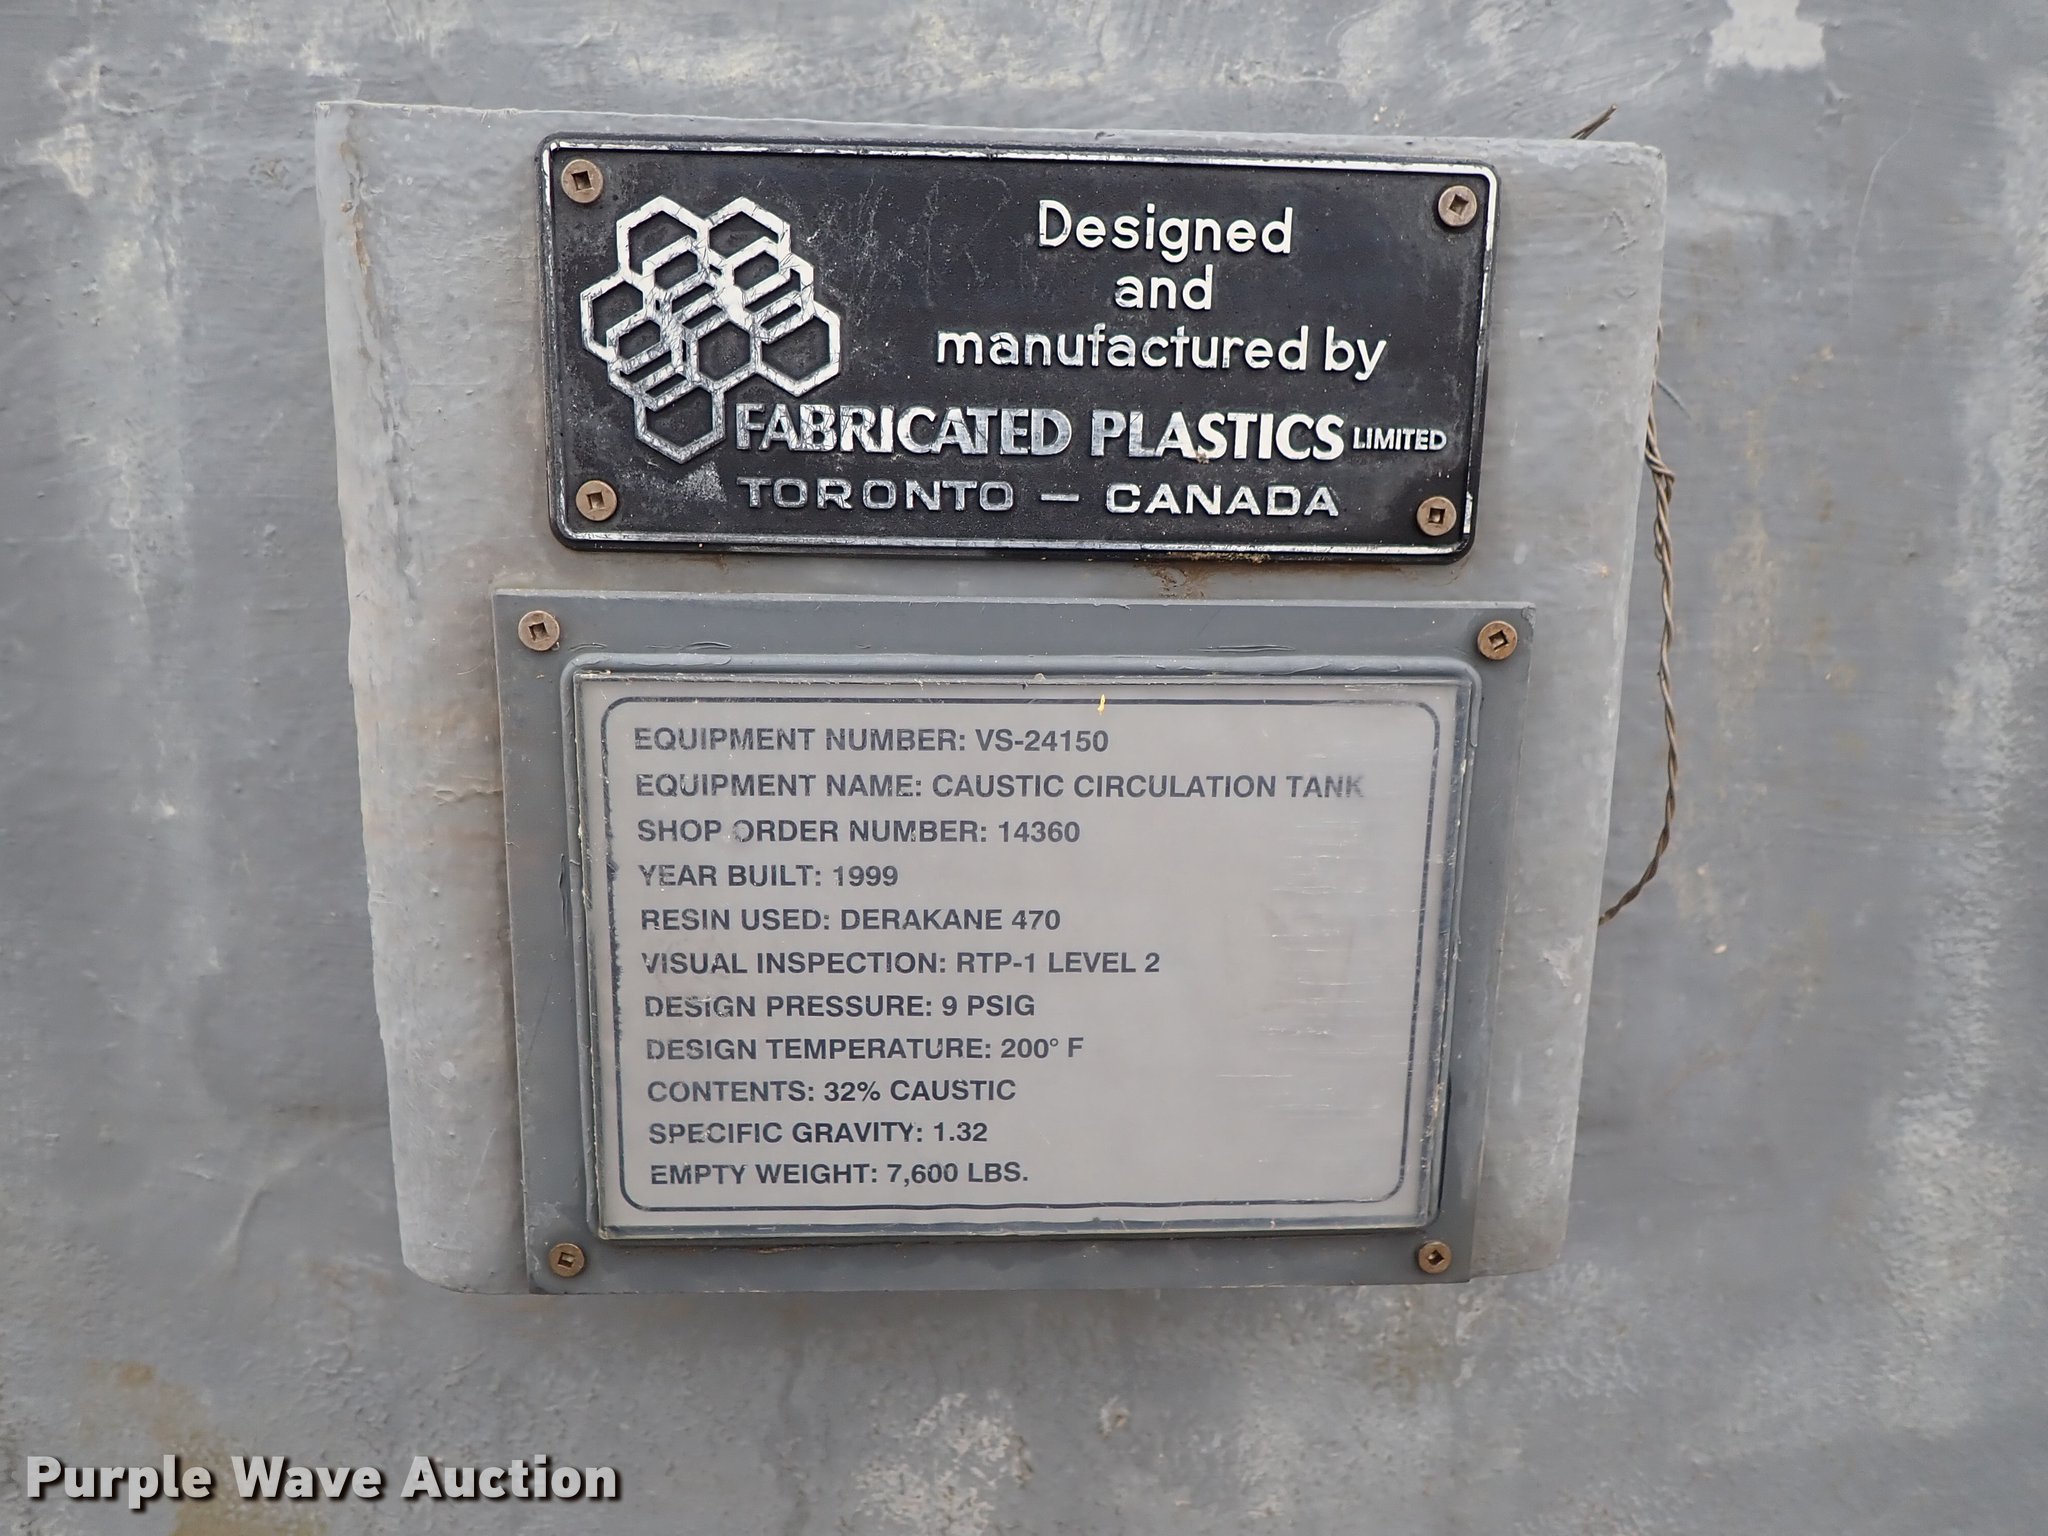 Designed
and
manufactured by
FABRICATED PLASTICS LIMITED
TORONTO — CANADA
EQUIPMENT NUMBER: VS-24150
EQUIPMENT NAME: CAUSTIC CIRCULATION TANK
SHOP ORDER NUMBER: 14360
YEAR BUILT: 1999
RESIN USED: DERAKANE 470
VISUAL INSPECTION: RTP-1 LEVEL 2
DESIGN PRESSURE: 9 PSIG
DESIGN TEMPERATURE: 200° F
CONTENTS: 32% CAUSTIC
SPECIFIC GRAVITY: 1.32
EMPTY WEIGHT: 7,600 LBS.
Purple Wave Auction